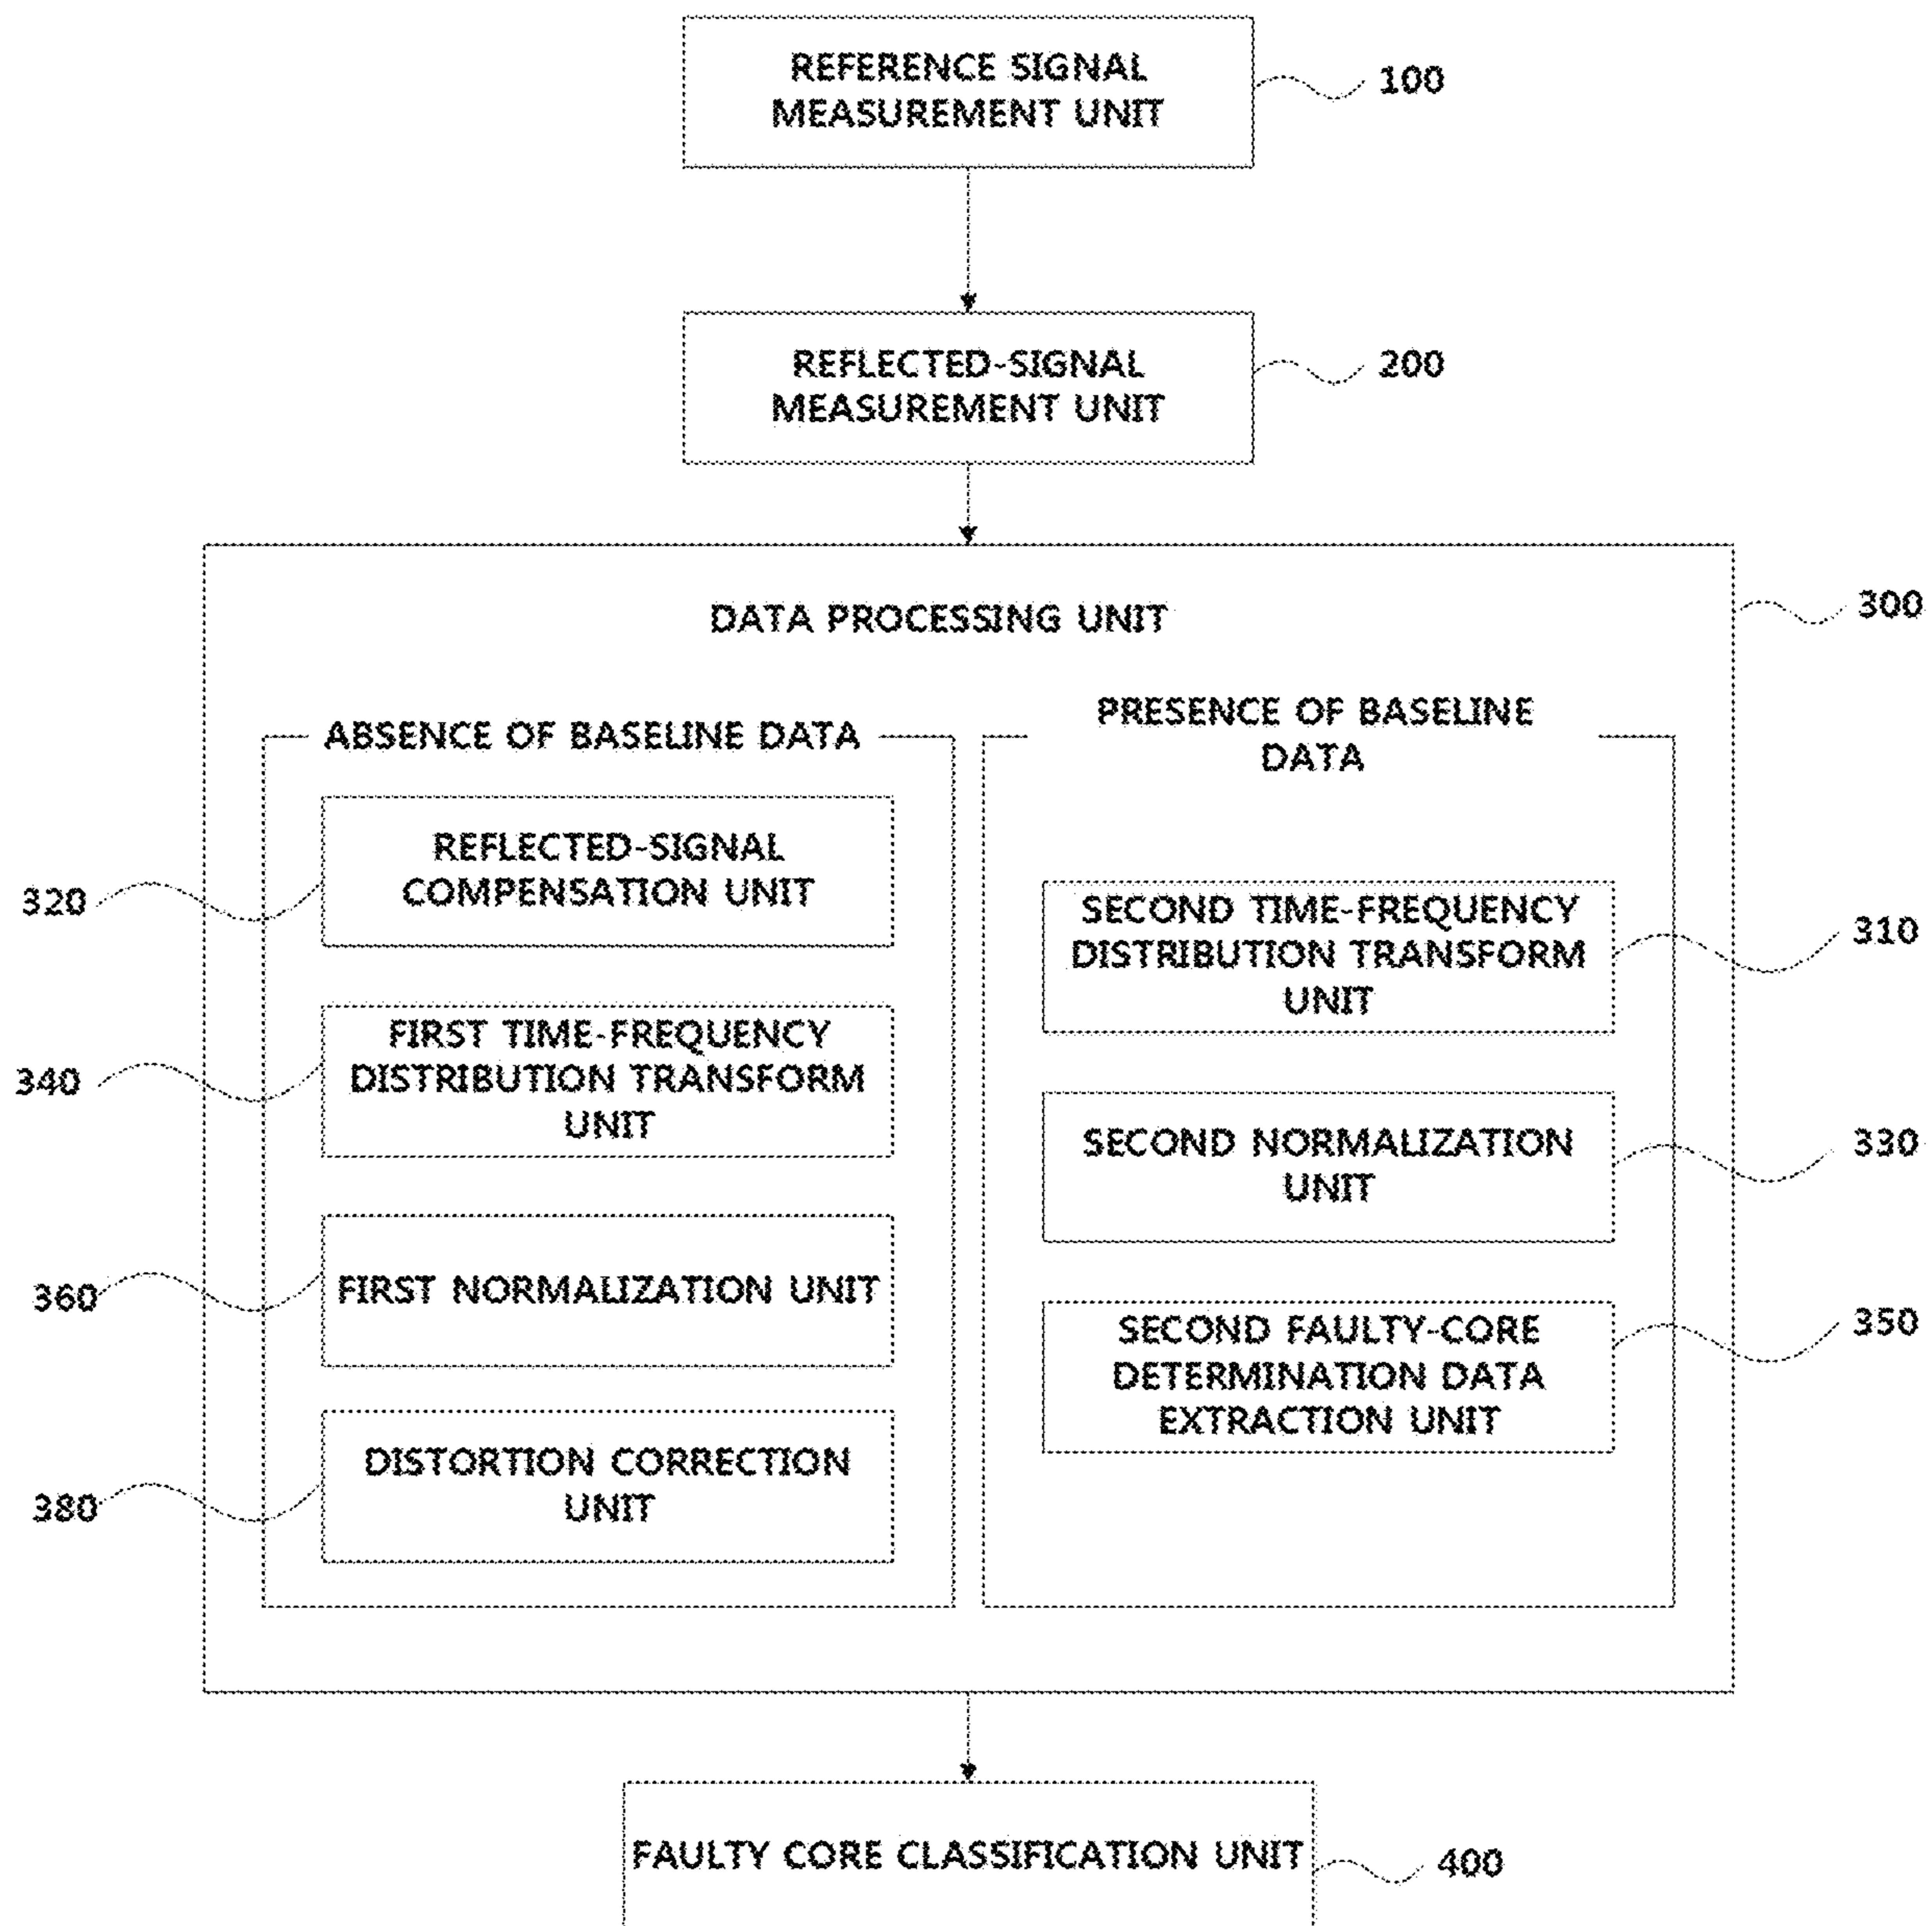 REFERENCE SIGNAL
MEASUREMENT UNIT
100
REFLECTED-SIGNAL
MEASUREMENT UNIT
200
DATA PROCESSING UNIT
300
ABSENCE OF BASELINE DATA
REFLECTED-SIGNAL
COMPENSATION UNIT
320
FIRST TIME-FREQUENCY
DISTRIBUTION TRANSFORM
UNIT
340
FIRST NORMALIZATION UNIT
360
DISTORTION CORRECTION
UNIT
380
PRESENCE OF BASELINE
DATA
SECOND TIME-FREQUENCY
DISTRIBUTION TRANSFORM
UNIT
310
SECOND NORMALIZATION
UNIT
330
SECOND FAULTY-CORE
DETERMINATION DATA
EXTRACTION UNIT
350
FAULTY CORE CLASSIFICATION UNIT
400